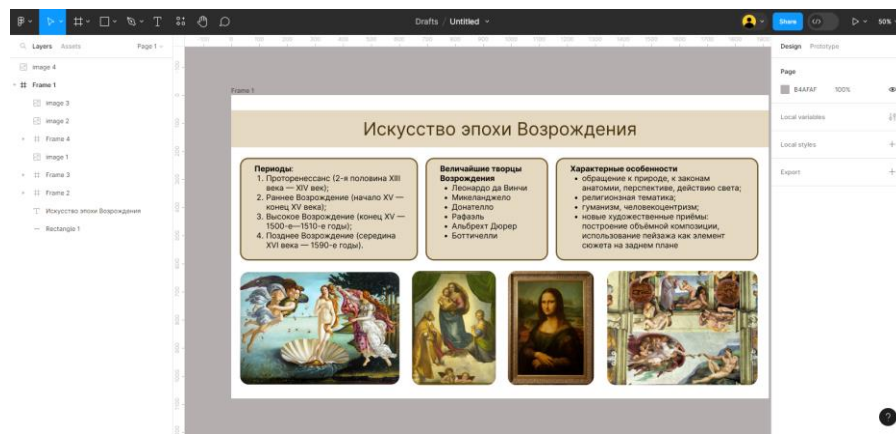 Drafts / Untitled
Share
50%
Layers Assets Page 1
image 4
Frame 1
image 3
image 2
Frame 4
image 1
Frame 3
Frame 2
Искусство эпохи Возрождения
Rectangle 1
Frame 1
Искусство эпохи Возрождения
Периоды:
1. Проторенессанс (2-я половина XIII
века — XIV век);
2. Раннее Возрождение (начало XV —
конец XV века);
3. Высокое Возрождение (конец XV —
1500-е—1510-е годы);
4. Позднее Возрождение (середина
XVI века — 1590-е годы).
Величайшие творцы
Возрождения
• Леонардо да Винчи
• Микеланджело
• Донателло
• Рафаэль
• Альбрехт Дюрер
• Боттичелли
Характерные особенности
• обращение к природе, к законам
анатомии, перспективе, действию света;
• религиозная тематика;
• гуманизм, человекоцентризм;
• новые художественные приёмы:
построение объёмной композиции,
использование пейзажа как элемент
сюжета на заднем плане
Design Prototype
Page
B4AFAF 100%
Local variables
Local styles
Export
?